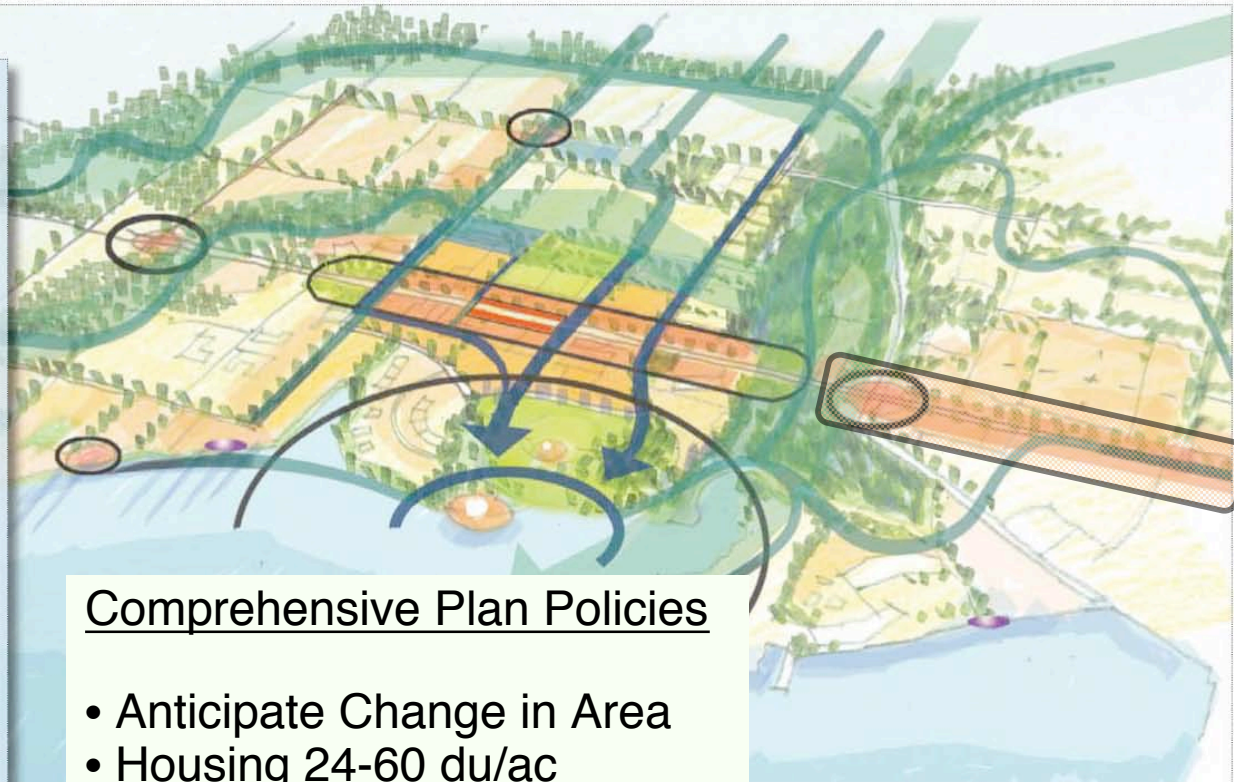 Comprehensive Plan Policies
• Anticipate Change in Area
• Housing 24-60 du/ac